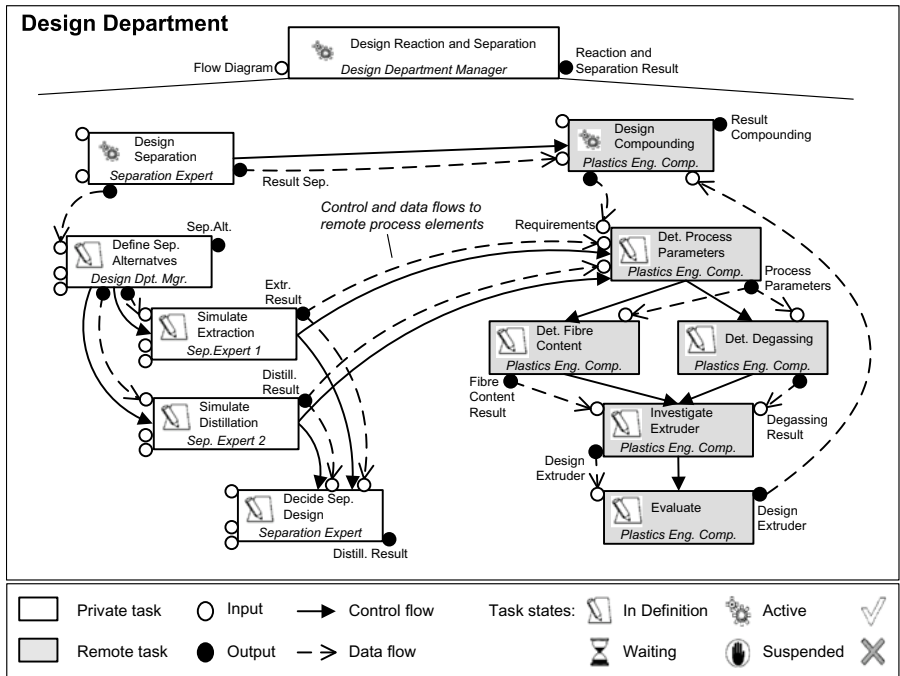 Design Department
Design Reaction and Separation
Design Department Manager
Flow Diagram
Reaction and
Separation Result
Design
Separation
Separation Expert
Result Sep.
Design
Compounding
Plastics Eng. Comp.
Result
Compounding
Control and data flows to
remote process elements
Requirements
Sep.Alt.
Define Sep.
Alternatves
Design Dpt. Mgr.
Det. Process
Parameters
Plastics Eng. Comp.
Process
Parameters
Extr.
Result
Simulate
Extraction
Sep.Expert 1
Det. Fibre
Content
Plastics Eng. Comp.
Det. Degassing
Plastics Eng. Comp.
Distill.
Result
Simulate
Distillation
Sep. Expert 2
Fibre
Content
Result
Investigate
Extruder
Plastics Eng. Comp.
Degassing
Result
Design
Extruder
Decide Sep.
Design
Separation Expert
Distill. Result
Evaluate
Plastics Eng. Comp.
Design
Extruder
Private task
Input
Control flow
Task states:
In Definition
Active
Remote task
Output
Data flow
Waiting
Suspended